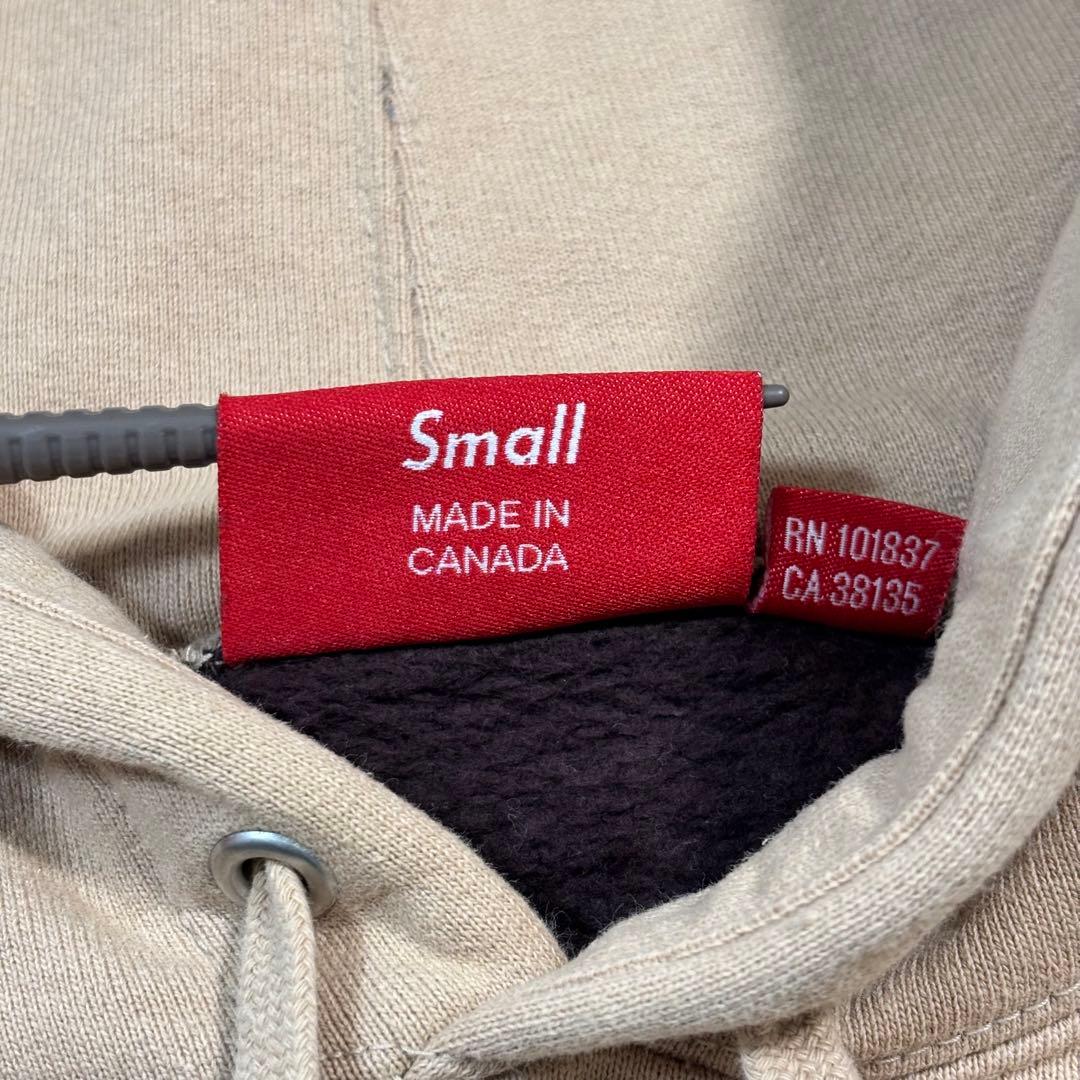 Small
MADE IN
CANADA
RN 101837
CA 38135